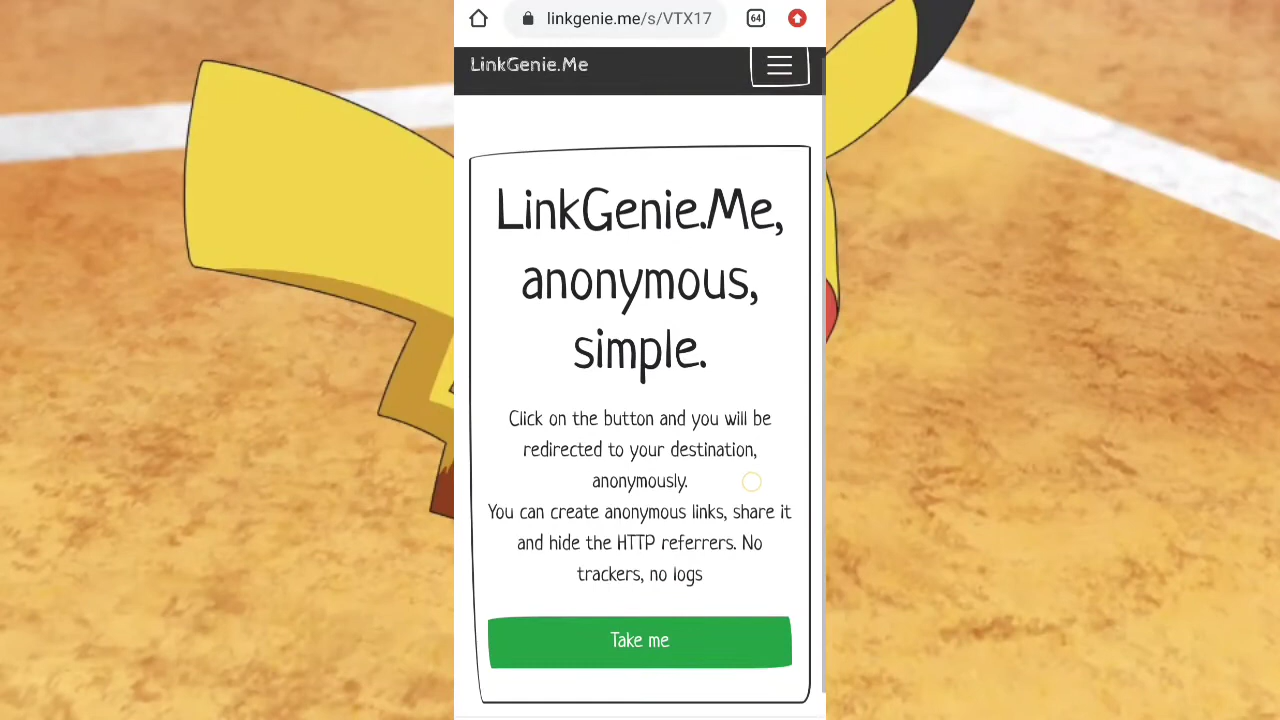 linkgenie.me/s/VTX17
64
LinkGenie.Me
LinkGenie.Me,
anonymous,
simple.
Click on the button and you will be
redirected to your destination,
anonymously.
You can create anonymous links, share it
and hide the HTTP referrers. No
trackers, no logs
Take me